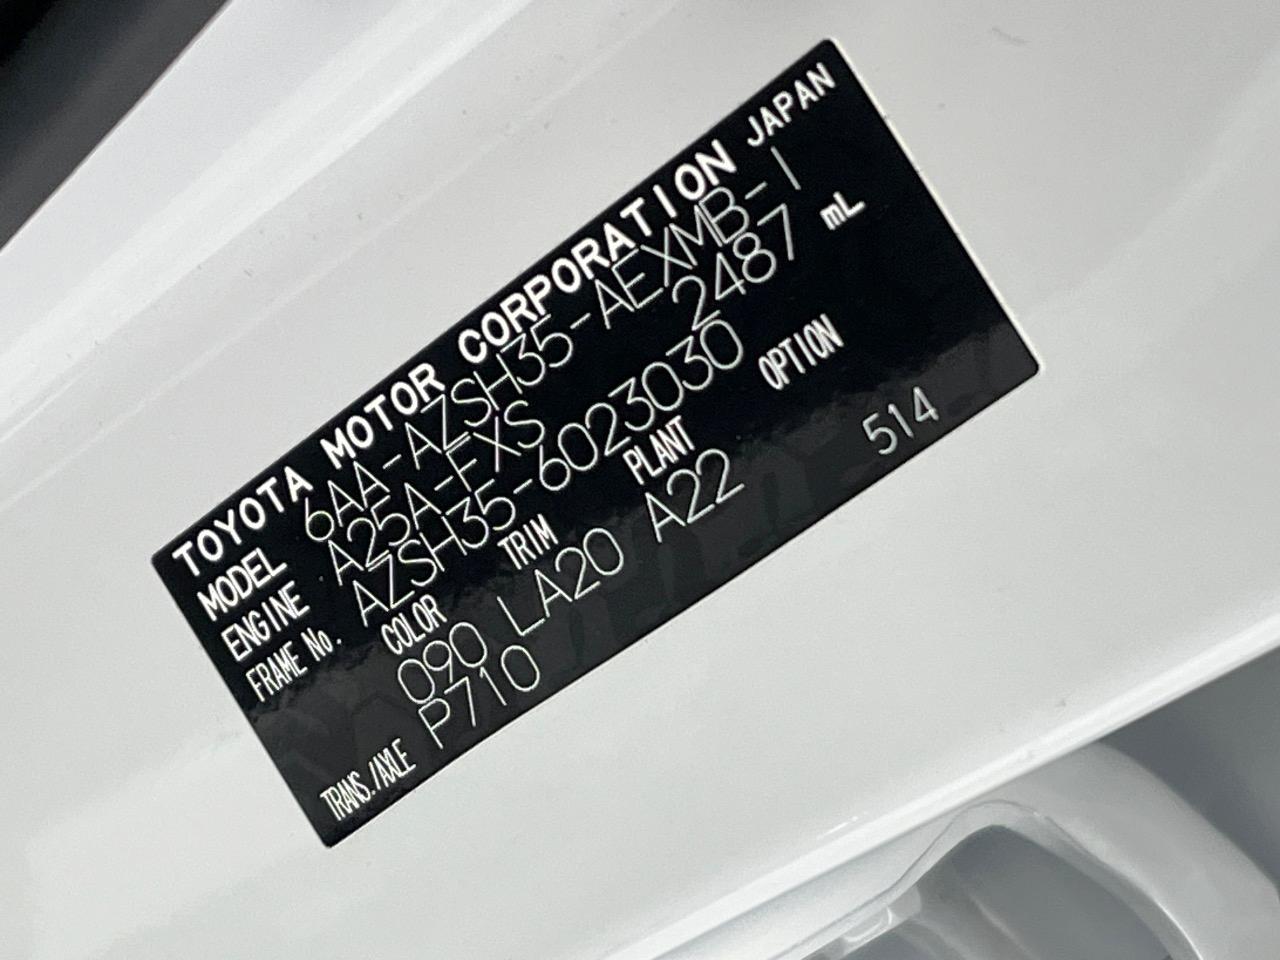 TOYOTA MOTOR CORPORATION JAPAN
MODEL 6AA-AZSH35-AEXMB-I
ENGINE A25A-FXS 2487 mL
FRAME No. AZSH35-6023030
COLOR TRIM PLANT OPTION
090 LA20 A22 514
TRANS./AXLE P710